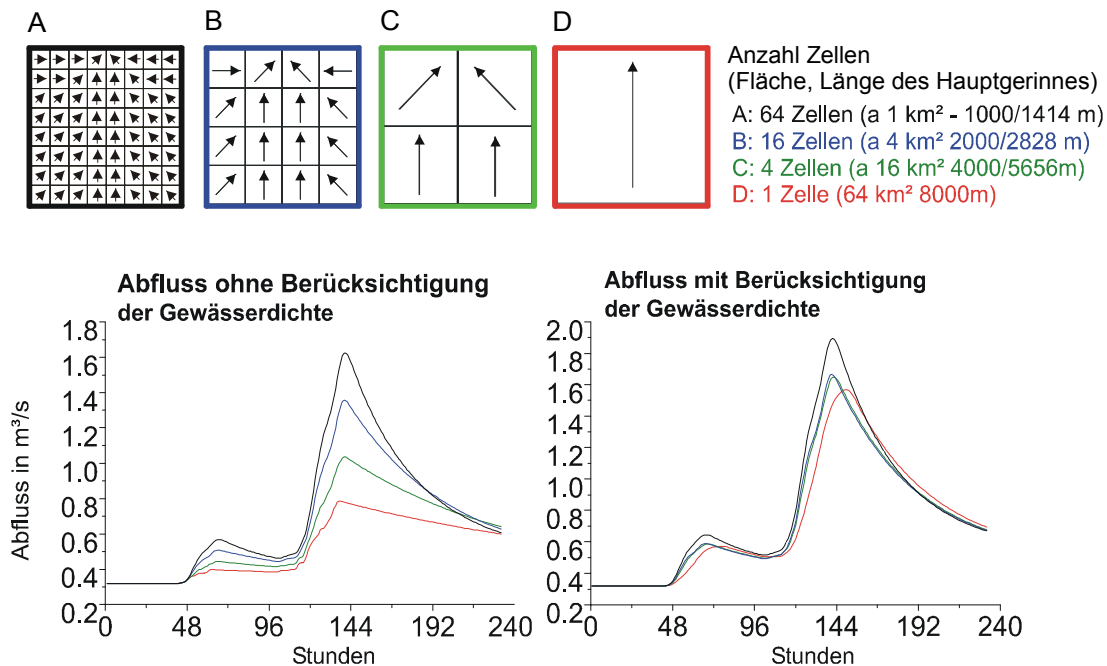 A
B
C
D
Anzahl Zellen
(Fläche, Länge des Hauptgerinnes)
A: 64 Zellen (a 1 km² - 1000/1414 m)
B: 16 Zellen (a 4 km² 2000/2828 m)
C: 4 Zellen (a 16 km² 4000/5656m)
D: 1 Zelle (64 km² 8000m)
Abfluss ohne Berücksichtigung
der Gewässerdichte
1.8
1.6
1.4
1.2
1.0
0.8
0.6
0.4
0.2
Abfluss in m³/s
0
48
96
144
192
240
Stunden
Abfluss mit Berücksichtigung
der Gewässerdichte
2.0
1.8
1.6
1.4
1.2
1.0
0.8
0.6
0.4
0.2
0
48
96
144
192
240
Stunden